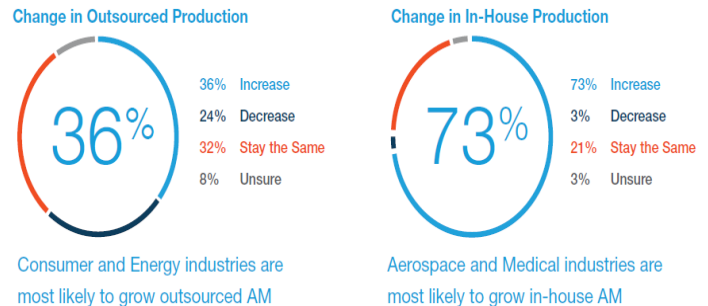 Change in Outsourced Production
36%
36% Increase
24% Decrease
32% Stay the Same
8% Unsure
Consumer and Energy industries are
most likely to grow outsourced AM
Change in In-House Production
73%
73% Increase
3% Decrease
21% Stay the Same
3% Unsure
Aerospace and Medical industries are
most likely to grow in-house AM